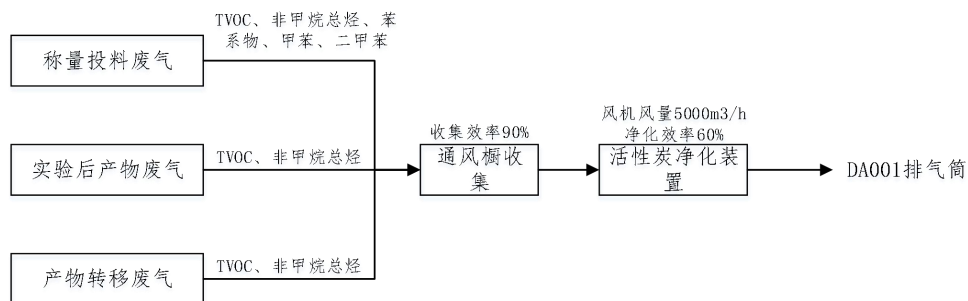 TVOC、非甲烷总烃、苯
系物、甲苯、二甲苯
称量投料废气
风机风量5000m3/h
收集效率90%
净化效率60%
实验后产物废气
TVOC、非甲烷总烃
通风橱收
集
活性炭净化装
置
DA001排气筒
TVOC、非甲烷总烃
产物转移废气